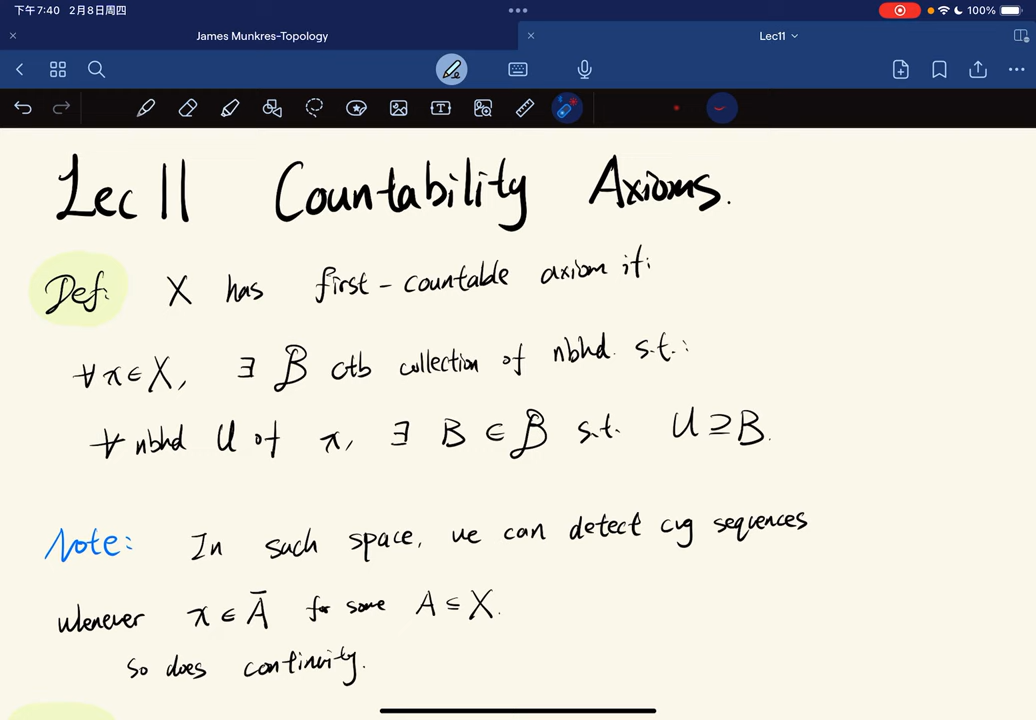 下午7:40 2月8日周四
100%
James Munkres-Topology
Lec11
Lec 11 Countability Axioms.
Def: X has first-countable axiom if:
∀x∈X, ∃ B ctb collection of nbhd. s.t.:
∀ nbhd U of x, ∃ B ∈ B s.t. U ⊇ B.
Note: In such space, we can detect cvg sequences
whenever x ∈ Ā for some A ⊆ X.
So does continuity.